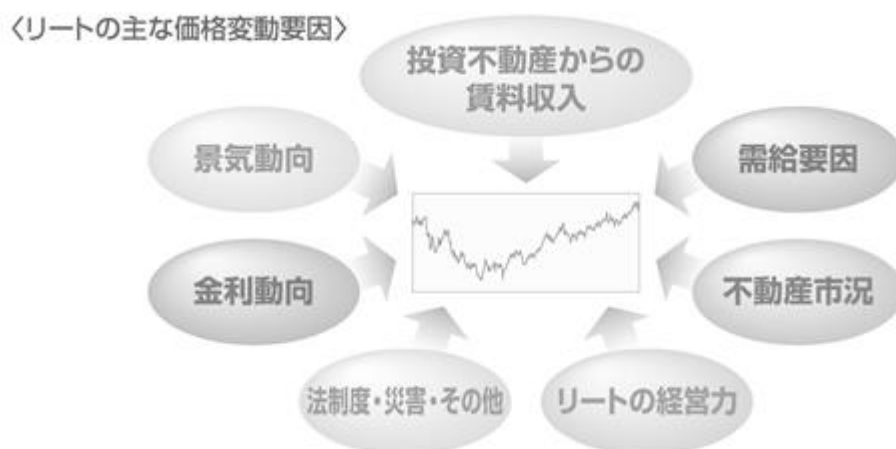 〈リートの主な価格変動要因〉
投資不動産からの
賃料収入
景気動向
需給要因
金利動向
不動産市況
法制度・災害・その他
リートの経営力